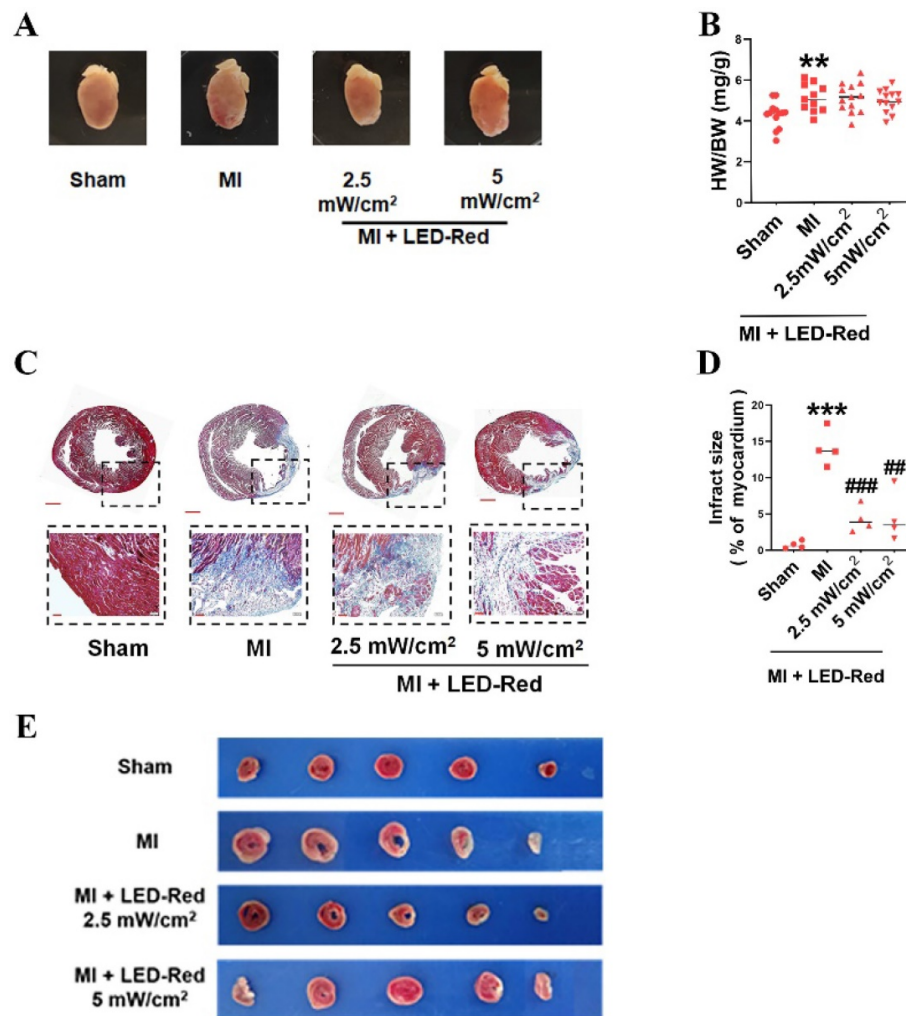 A
Sham
MI
2.5
mW/cm²
5
mW/cm²
MI + LED-Red
B
HW/BW (mg/g)
8
6
4
2
0
**
Sham
MI
2.5mW/cm²
5mW/cm²
MI + LED-Red
C
Sham
MI
2.5 mW/cm²
5 mW/cm²
MI + LED-Red
D
Infract size
( % of myocardium )
20
15
10
5
0
***
###
##
Sham
MI
2.5 mW/cm²
5 mW/cm²
MI + LED-Red
E
Sham
MI
MI + LED-Red
2.5 mW/cm²
MI + LED-Red
5 mW/cm²